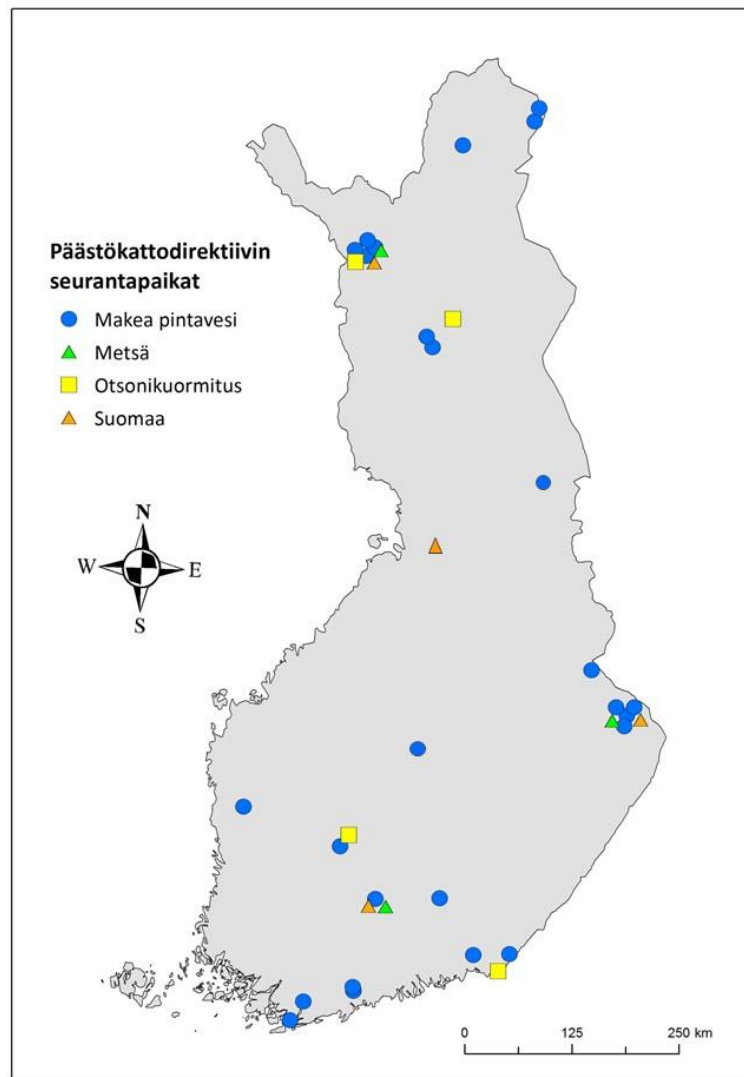 Päästökattodirektiivin
seurantapaikat
Makea pintavesi
Metsä
Otsonikuormitus
Suomaa
N
W E
S
0 125 250 km